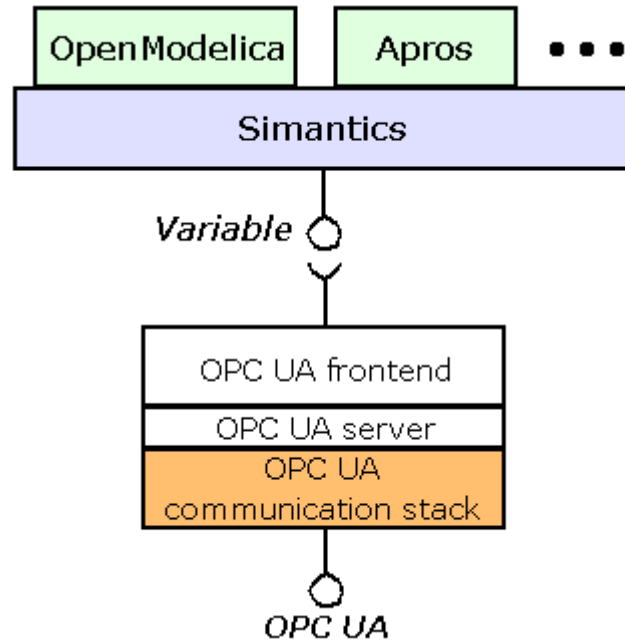 OpenModelica
Apros
Simantics
Variable
OPC UA frontend
OPC UA server
OPC UA
communication stack
OPC UA